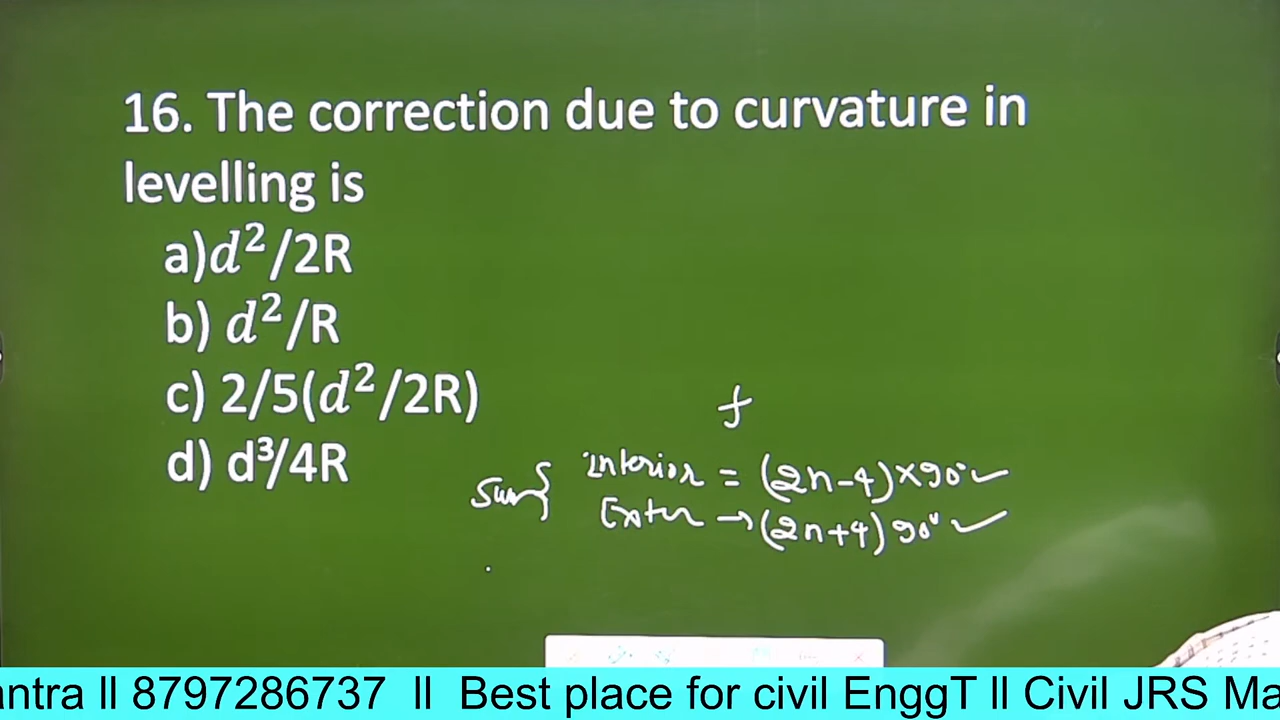 16. The correction due to curvature in
levelling is
a)𝑑²/2R
b) 𝑑²/R
c) 2/5(𝑑²/2R)
d) d³/4R
Sum { interior = (2n-4)×90° ✓
Exter → (2n+4) 90° ✓
antra ll 8797286737 ll Best place for civil EnggT ll Civil JRS Ma